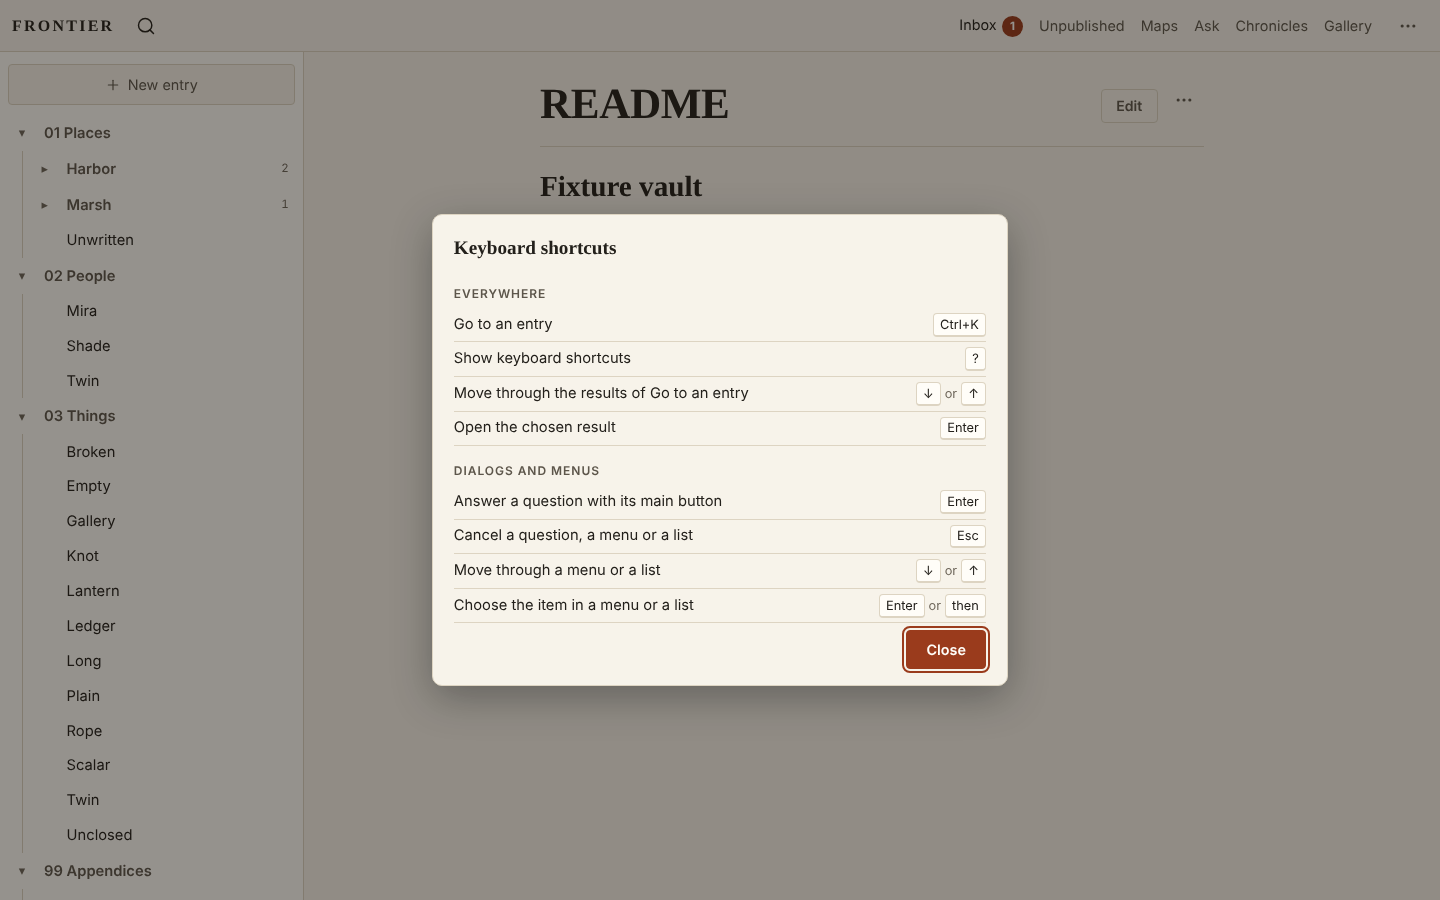 FRONTIER
Inbox 1 Unpublished Maps Ask Chronicles Gallery
New entry
01 Places
Harbor 2
Marsh 1
Unwritten
02 People
Mira
Shade
Twin
03 Things
Broken
Empty
Gallery
Knot
Lantern
Ledger
Long
Plain
Rope
Scalar
Twin
Unclosed
99 Appendices
README
Edit
Fixture vault
Keyboard shortcuts
EVERYWHERE
Go to an entry Ctrl+K
Show keyboard shortcuts ?
Move through the results of Go to an entry ↓ or ↑
Open the chosen result Enter
DIALOGS AND MENUS
Answer a question with its main button Enter
Cancel a question, a menu or a list Esc
Move through a menu or a list ↓ or ↑
Choose the item in a menu or a list Enter or then
Close